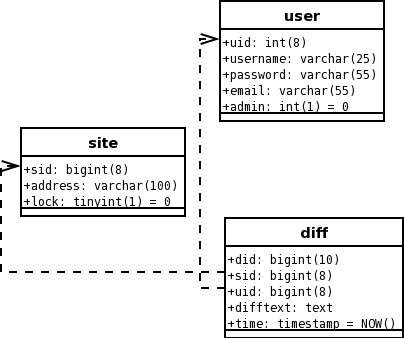 user
+uid: int(8)
+username: varchar(25)
+password: varchar(55)
+email: varchar(55)
+admin: int(1) = 0
site
+sid: bigint(8)
+address: varchar(100)
+lock: tinyint(1) = 0
diff
+did: bigint(10)
+sid: bigint(8)
+uid: bigint(8)
+difftext: text
+time: timestamp = NOW()